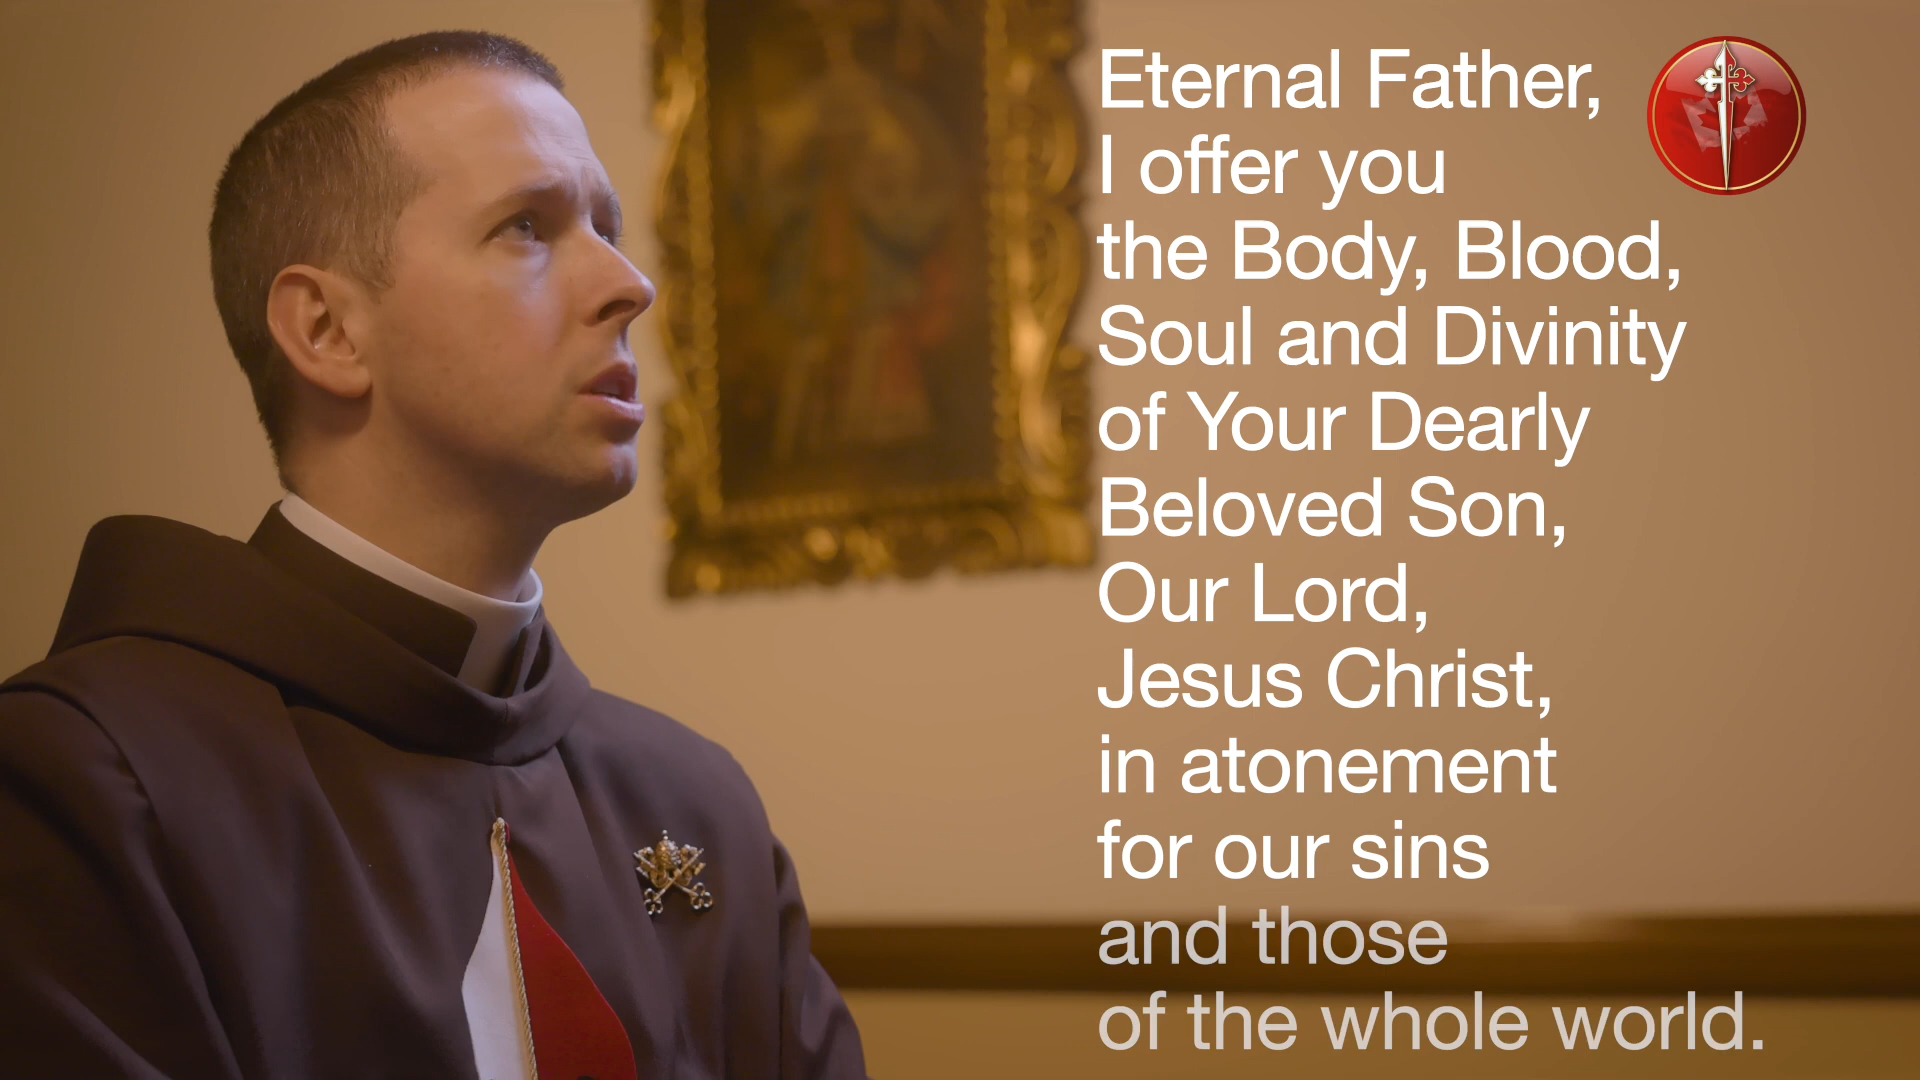 Eternal Father,
I offer you
the Body, Blood,
Soul and Divinity
of Your Dearly
Beloved Son,
Our Lord,
Jesus Christ,
in atonement
for our sins
and those
of the whole world.